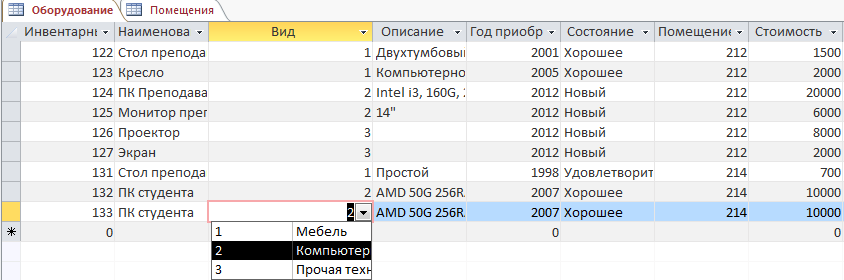 Оборудование Помещения
Инвентарн Наименова Вид Описание Год приобр Состояние Помещение Стоимость
122 Стол препода 1 Двухтумбовы 2001 Хорошее 212 1500
123 Кресло 1 Компьютерно 2005 Хорошее 212 2000
124 ПК Преподава 2 Intel i3, 160G, 2 2012 Новый 212 20000
125 Монитор преп 2 14" 2012 Новый 212 6000
126 Проектор 3 2012 Новый 212 8000
127 Экран 3 2012 Новый 212 2000
131 Стол препода 1 Простой 1998 Удовлетворит 214 700
132 ПК студента 2 AMD 50G 256R 2007 Хорошее 214 10000
133 ПК студента 2 AMD 50G 256R 2007 Хорошее 214 10000
0 0 0 0
1 Мебель
2 Компьютер
3 Прочая техн